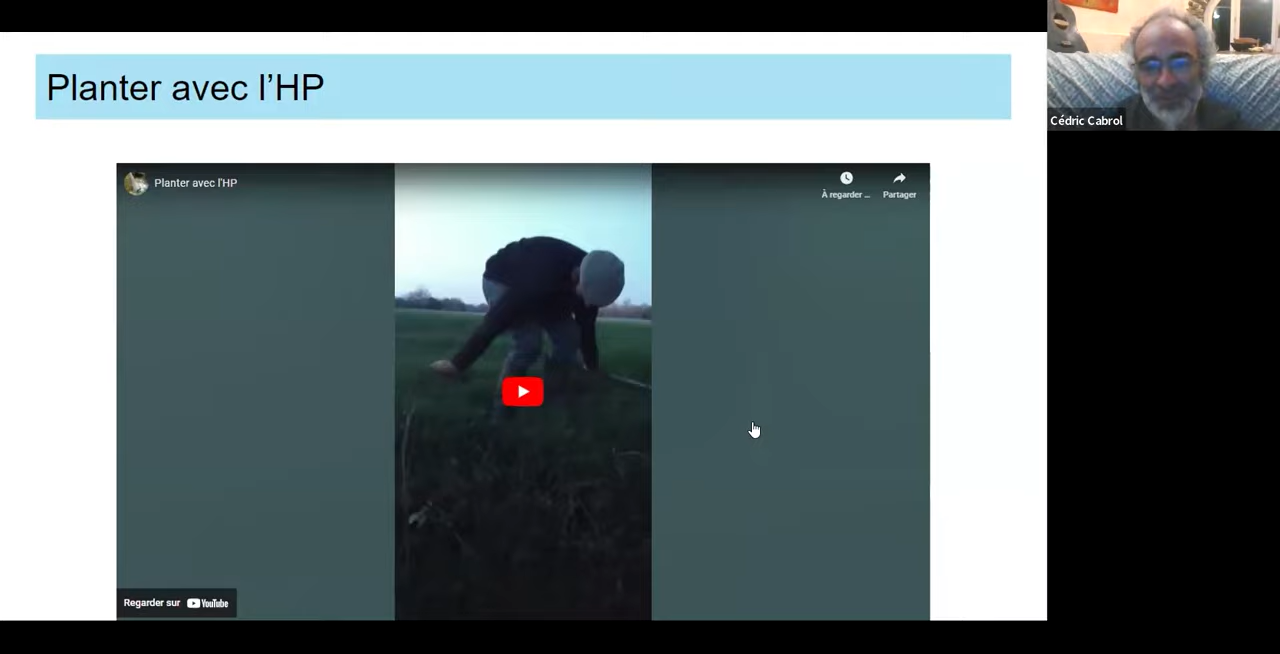 Planter avec l’HP
Cédric Cabrol
Planter avec l'HP
À regarder ...
Partager
Regarder sur YouTube